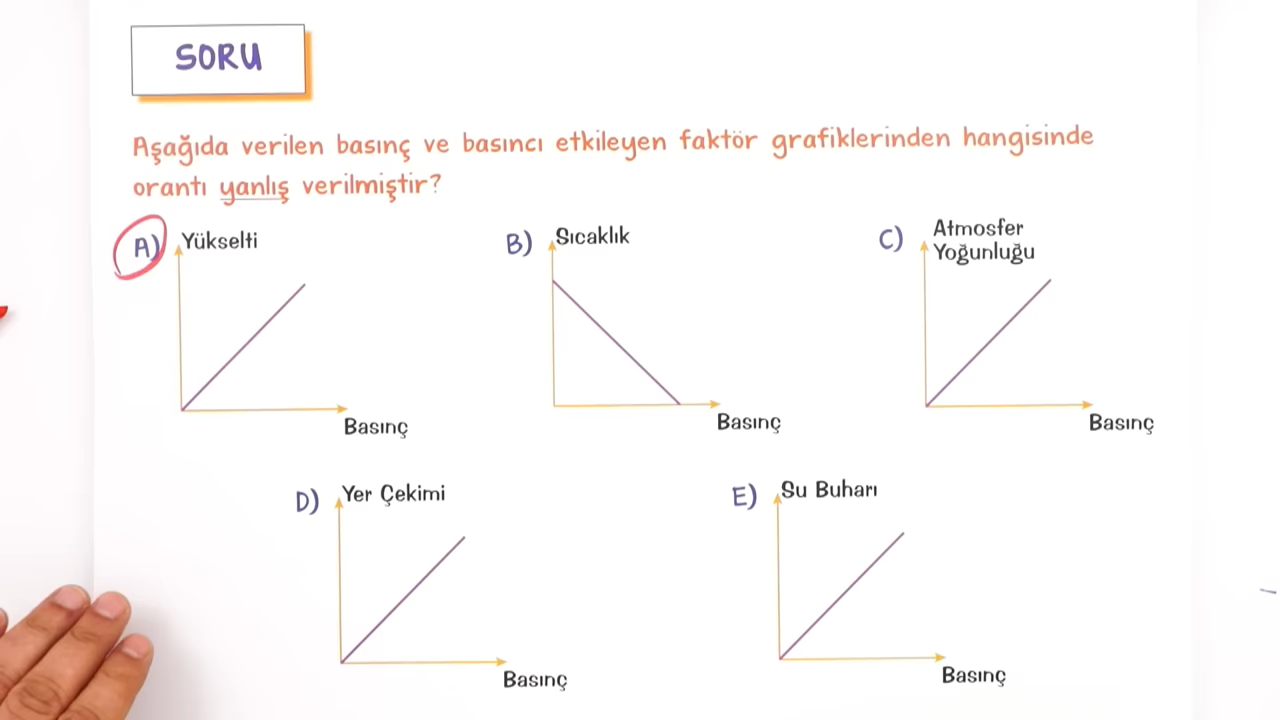 SORU
Aşağıda verilen basınç ve basıncı etkileyen faktör grafiklerinden hangisinde
orantı yanlış verilmiştir?
A) Yükselti
Basınç
B) Sıcaklık
Basınç
C) Atmosfer
Yoğunluğu
Basınç
D) Yer Çekimi
Basınç
E) Su Buharı
Basınç